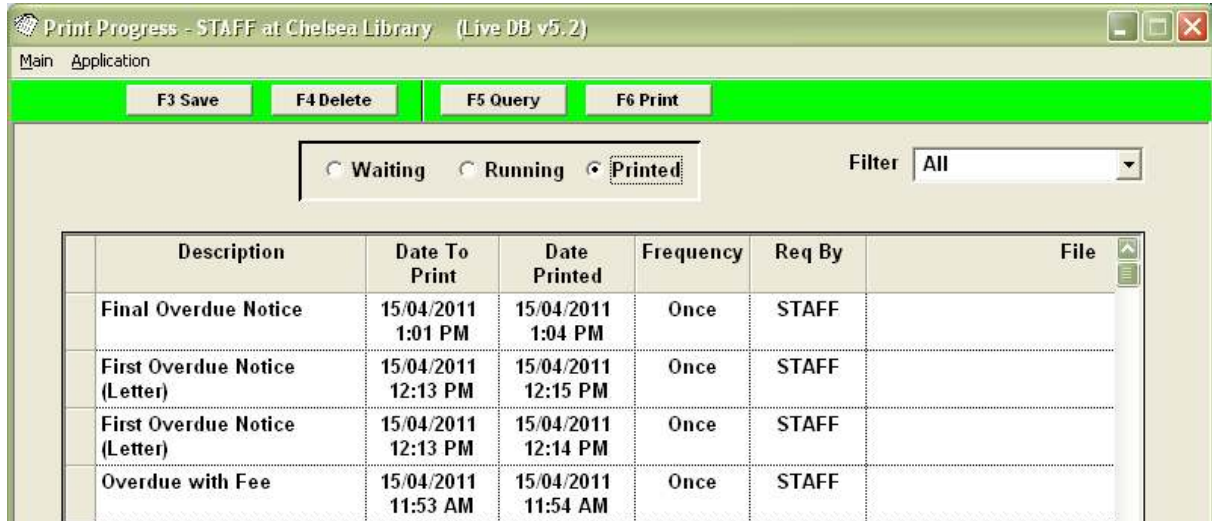 Print Progress - STAFF at Chelsea Library (Live DB v5.2)
Main Application
F3 Save F4 Delete F5 Query F6 Print
Waiting Running Printed Filter All
Description Date To Print Date Printed Frequency Req By File
Final Overdue Notice 15/04/2011 1:01 PM 15/04/2011 1:04 PM Once STAFF
First Overdue Notice (Letter) 15/04/2011 12:13 PM 15/04/2011 12:15 PM Once STAFF
First Overdue Notice (Letter) 15/04/2011 12:13 PM 15/04/2011 12:14 PM Once STAFF
Overdue with Fee 15/04/2011 11:53 AM 15/04/2011 11:54 AM Once STAFF